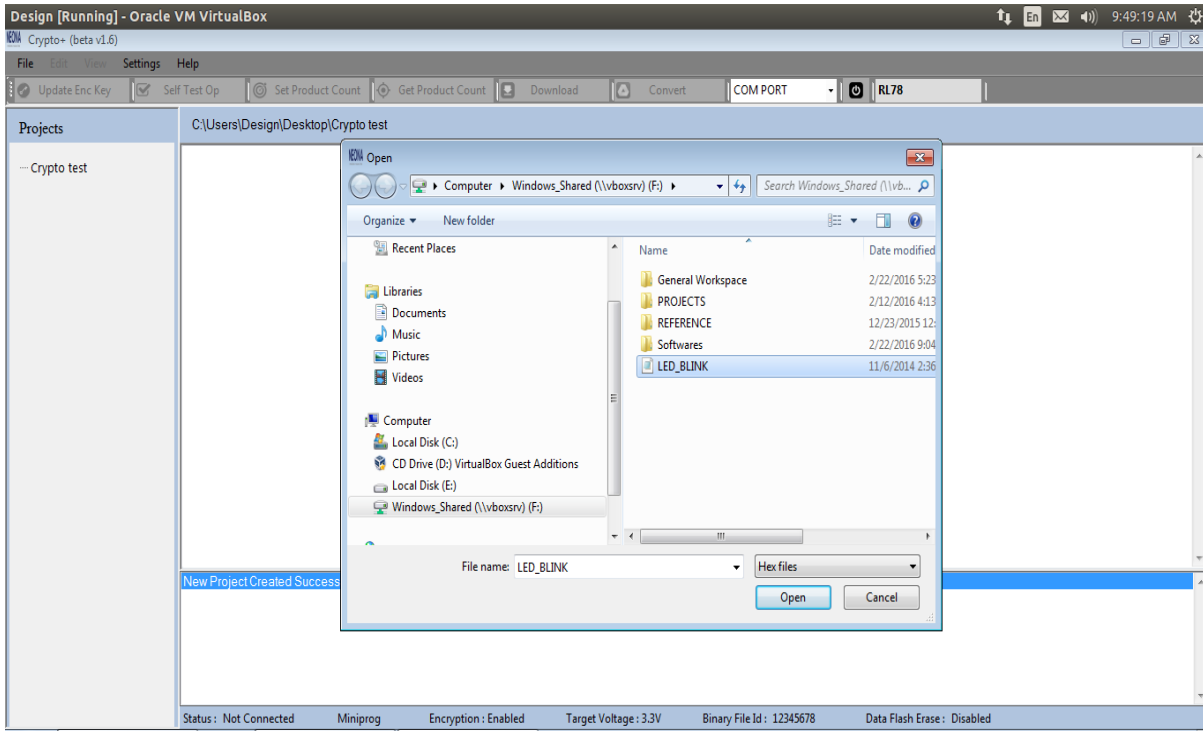 Design [Running] - Oracle VM VirtualBox En 9:49:19 AM
NEONA Crypto+ (beta v1.6)
File Edit View Settings Help
Update Enc Key Self Test Op Set Product Count Get Product Count Download Convert COM PORT RL78
Projects C:\Users\Design\Desktop\Crypto test
Crypto test
Open
Computer Windows_Shared (\\vboxsrv) (F:) Search Windows_Shared (\\vb...
Organize New folder
Recent Places
Libraries
Documents
Music
Pictures
Videos
Computer
Local Disk (C:)
CD Drive (D:) VirtualBox Guest Additions
Local Disk (E:)
Windows_Shared (\\vboxsrv) (F:)
Name Date modified
General Workspace 2/22/2016 5:23
PROJECTS 2/12/2016 4:13
REFERENCE 12/23/2015 12:
Softwares 2/22/2016 9:04
LED_BLINK 11/6/2014 2:36
File name: LED_BLINK Hex files
Open Cancel
New Project Created Success
Status : Not Connected Miniprog Encryption : Enabled Target Voltage : 3.3V Binary File Id : 12345678 Data Flash Erase : Disabled